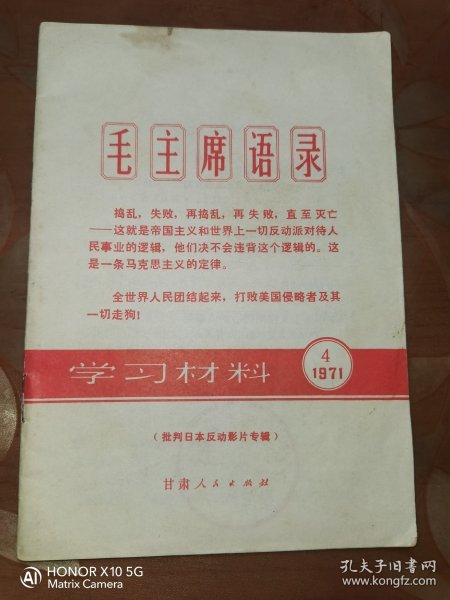 毛主席语录
捣乱，失败，再捣乱，再失败，直至灭亡
——这就是帝国主义和世界上一切反动派对待人
民事业的逻辑，他们决不会违背这个逻辑的。这
是一条马克思主义的定律。
全世界人民团结起来，打败美国侵略者及其
一切走狗！
学习材料
4
1971
（批判日本反动影片专辑）
甘肃人民出版社
AI HONOR X10 5G
Matrix Camera
孔夫子旧书网
www.kongfz.com